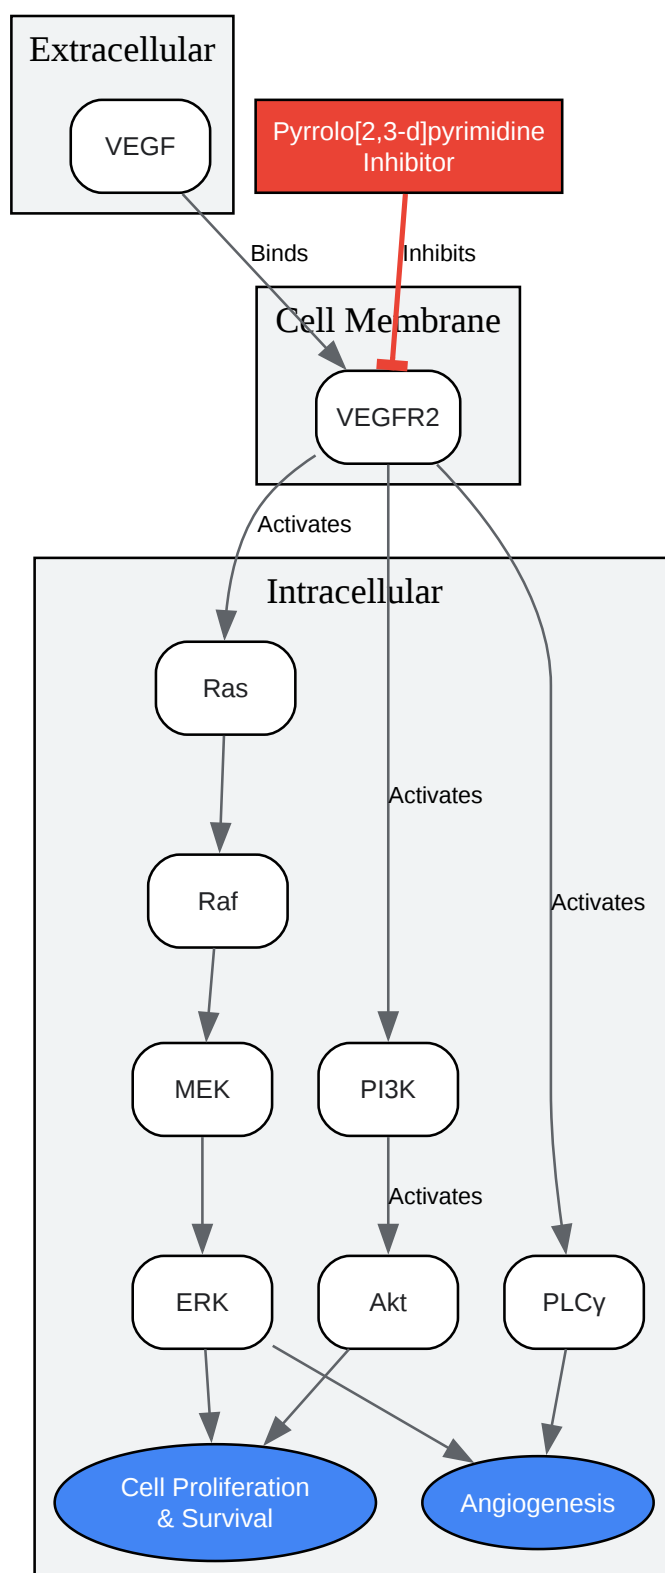 Extracellular
VEGF
Pyrrolo[2,3-d]pyrimidine
Inhibitor
Binds
Inhibits
Cell Membrane
VEGFR2
Activates
Intracellular
Ras
Activates
Raf
Activates
MEK
PI3K
Activates
ERK
Akt
PLCγ
Cell Proliferation
& Survival
Angiogenesis